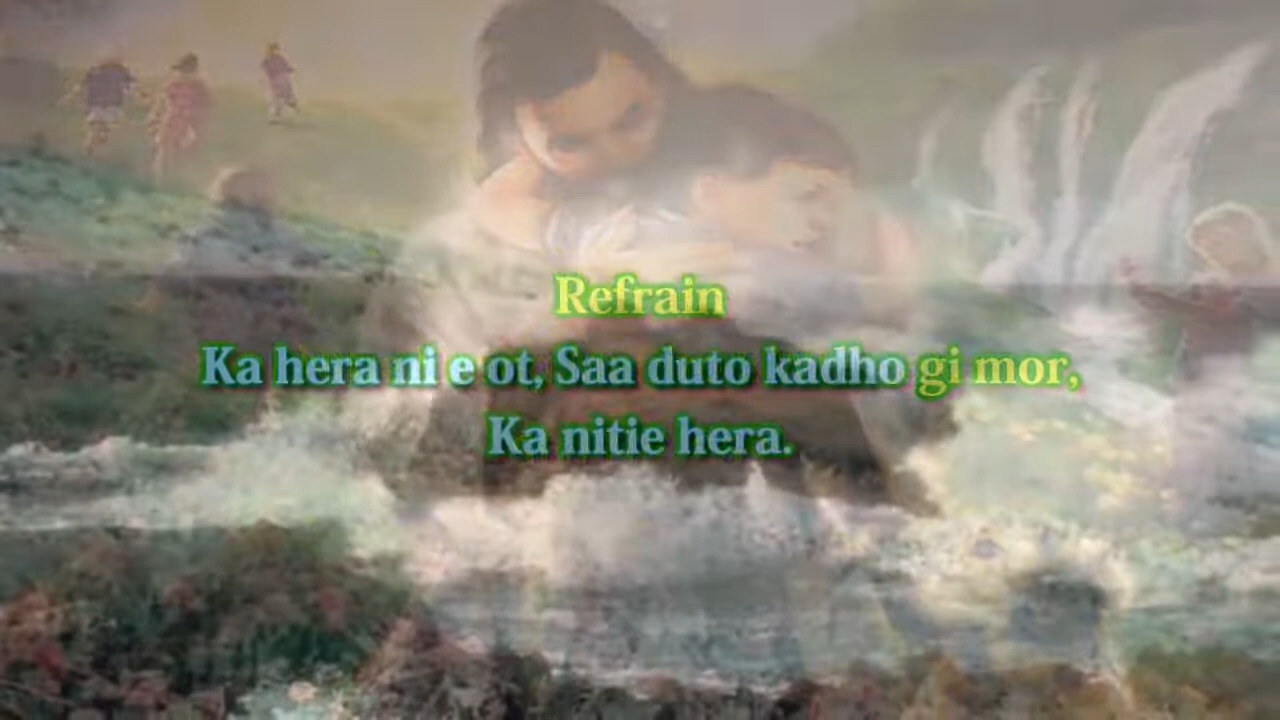 Refrain
Ka hera ni e ot, Saa duto kadho gi mor,
Ka nitie hera.